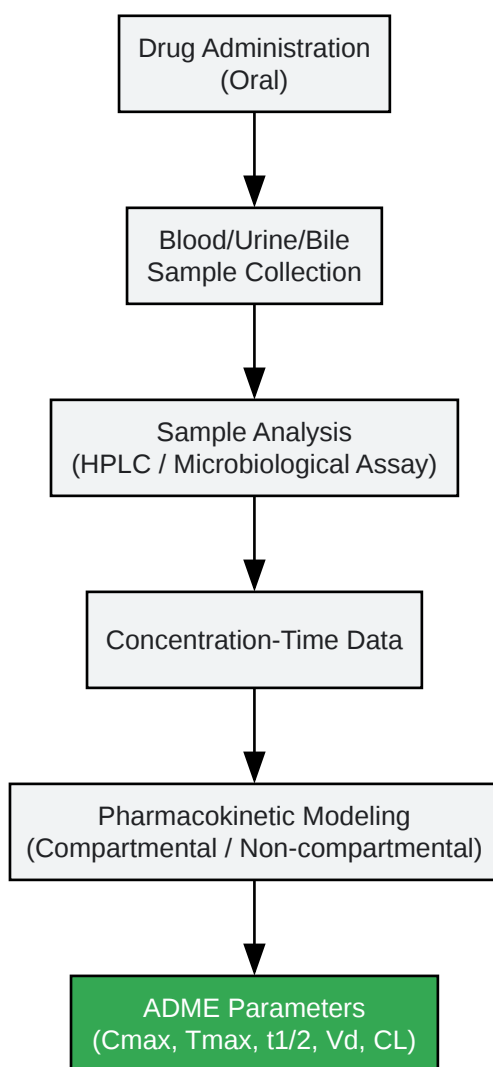 Drug Administration
(Oral)
Blood/Urine/Bile
Sample Collection
Sample Analysis
(HPLC / Microbiological Assay)
Concentration-Time Data
Pharmacokinetic Modeling
(Compartmental / Non-compartmental)
ADME Parameters
(Cmax, Tmax, t1/2, Vd, CL)